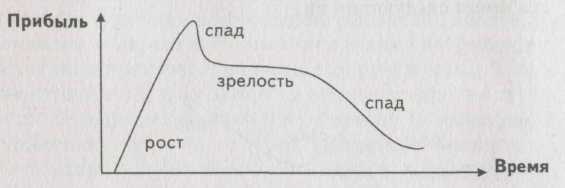 Прибыль
спад
зрелость
спад
рост
Время